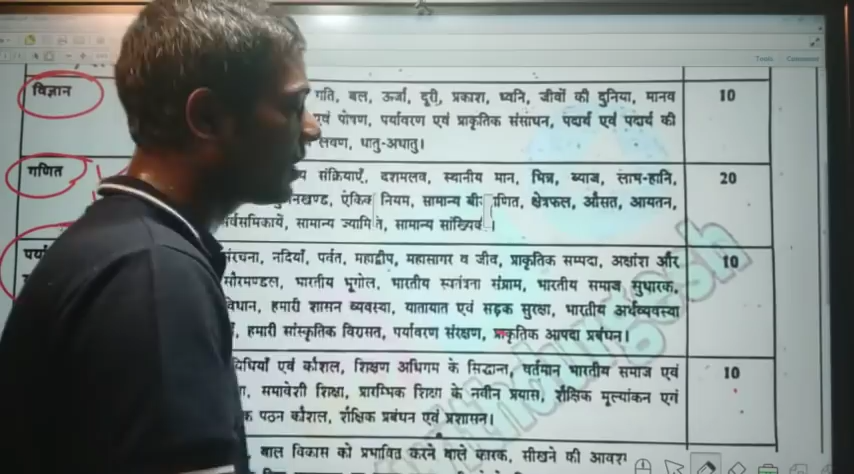 Tools Comment
विज्ञान
गति, बल, ऊर्जा, दूरी, प्रकाश, ध्वनि, जीवों की दुनिया, मानव
10
एवं पोषण, पर्यावरण एवं प्राकृतिक संसाधन, पदार्थ एवं पदार्थ की
लवण, धातु-अधातु।
गणित
संक्रियाएँ, दशमलव, स्थानीय मान, भिन्न, ब्याज, लाभ-हानि,
20
नियम, सामान्य क्षेत्रफल, औसत, आयतन,
सर्वसमिकायें, सामान्य सामान्य
संरचना, नदियाँ, पर्वत, महाद्वीप, महासागर व जीव, प्राकृतिक सम्पदा, अक्षांश और
10
सौरमण्डल, भारतीय भूगोल, भारतीय स्वतंत्रता संग्राम, भारतीय समाज सुधारक,
हमारी शासन व्यवस्था, यातायात एवं सड़क सुरक्षा, भारतीय अर्थव्यवस्था
हमारी सांस्कृतिक विरासत, पर्यावरण संरक्षण, प्राकृतिक आपदा प्रबंधन।
एवं कौशल, शिक्षण अधिगम के सिद्धान्त, वर्तमान भारतीय समाज एवं
10
समावेशी शिक्षा, प्रारम्भिक शिक्षा के नवीन प्रयास, शैक्षिक मूल्यांकन एवं
पठन कौशल, शैक्षिक प्रबंधन एवं प्रशासन।
बाल विकास को प्रभावित करने वाले कारक, सीखने की